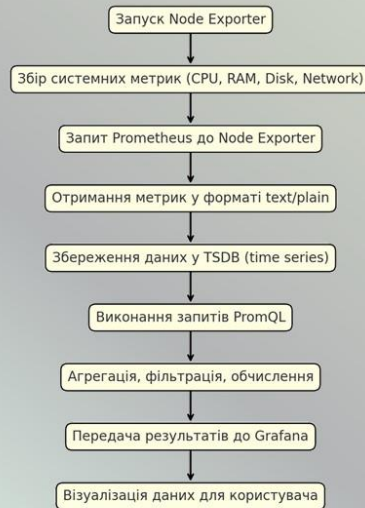 Запуск Node Exporter
Збір системних метрик (CPU, RAM, Disk, Network)
Запит Prometheus до Node Exporter
Отримання метрик у форматі text/plain
Збереження даних у TSDB (time series)
Виконання запитів PromQL
Агрегація, фільтрація, обчислення
Передача результатів до Grafana
Візуалізація даних для користувача